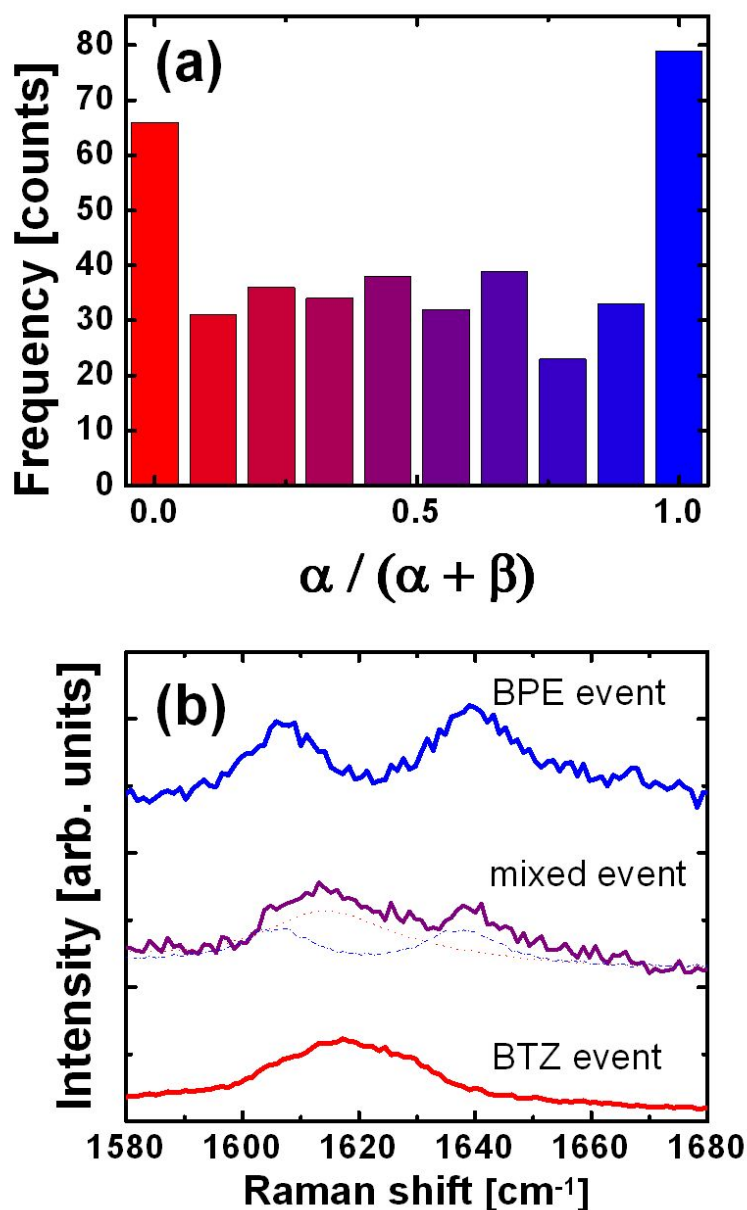 (a)
Frequency [counts]
80
70
60
50
40
30
20
10
0
0.0 0.5 1.0
α / (α + β)
(b)
BPE event
mixed event
BTZ event
Intensity [arb. units]
1580 1600 1620 1640 1660 1680
Raman shift [cm⁻¹]